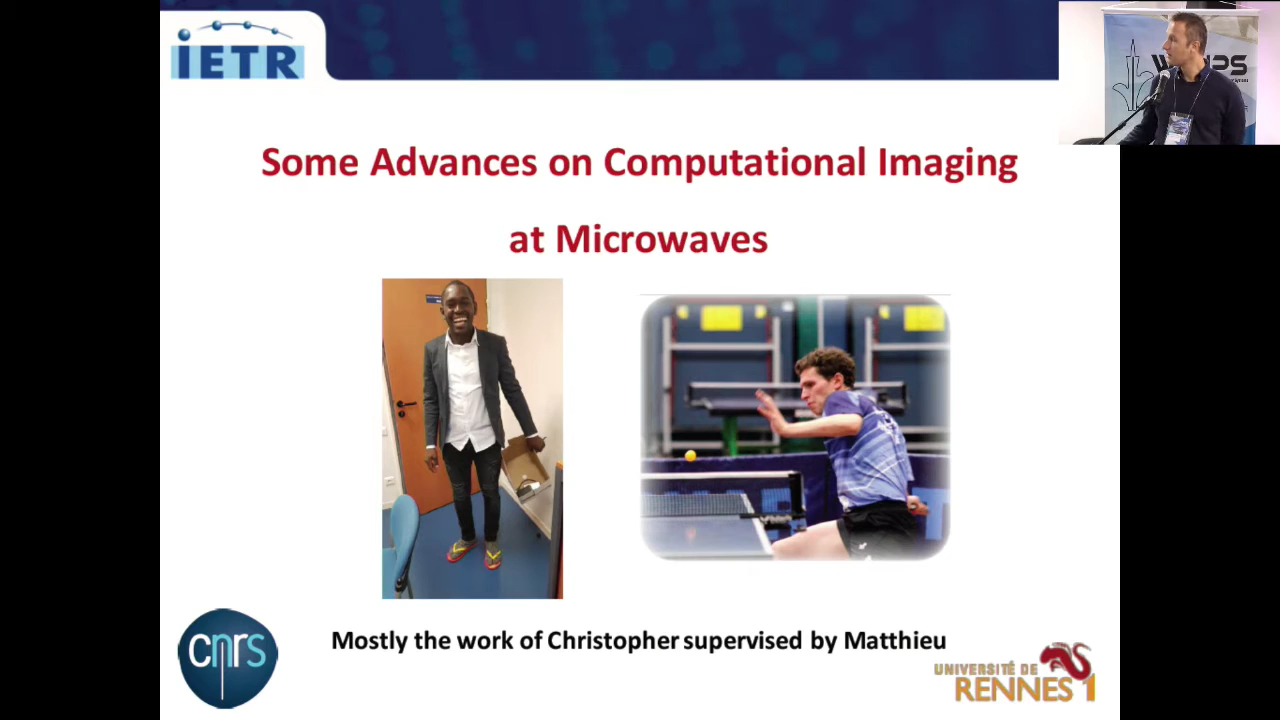 IETR
Some Advances on Computational Imaging
at Microwaves
Mostly the work of Christopher supervised by Matthieu
cnrs
UNIVERSITÉ DE
RENNES 1